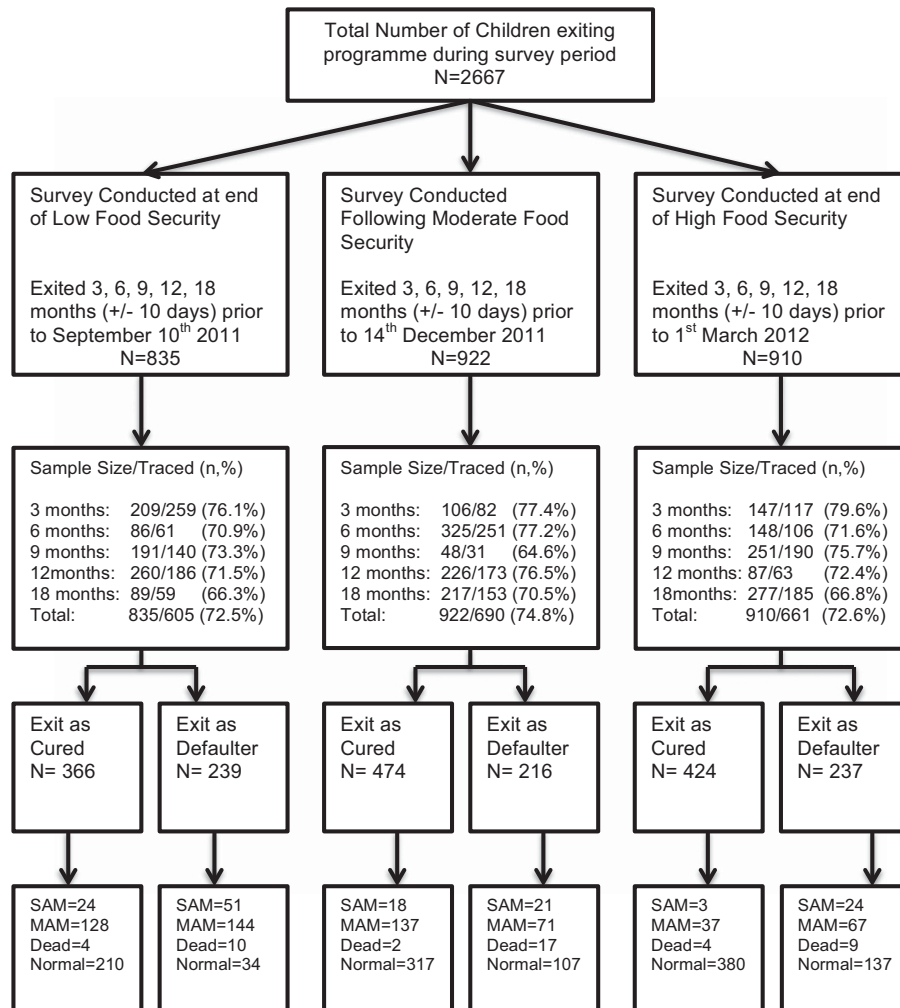 Total Number of Children exiting
programme during survey period
N=2667
Survey Conducted at end
of Low Food Security
Exited 3, 6, 9, 12, 18
months (+/- 10 days) prior
to September 10th 2011
N=835
Survey Conducted
Following Moderate Food
Security
Exited 3, 6, 9, 12, 18
months (+/- 10 days) prior
to 14th December 2011
N=922
Survey Conducted at end
of High Food Security
Exited 3, 6, 9, 12, 18
months (+/- 10 days) prior
to 1st March 2012
N=910
Sample Size/Traced (n,%)
3 months: 209/259 (76.1%)
6 months: 86/61 (70.9%)
9 months: 191/140 (73.3%)
12months: 260/186 (71.5%)
18 months: 89/59 (66.3%)
Total: 835/605 (72.5%)
Sample Size/Traced (n,%)
3 months: 106/82 (77.4%)
6 months: 325/251 (77.2%)
9 months: 48/31 (64.6%)
12 months: 226/173 (76.5%)
18 months: 217/153 (70.5%)
Total: 922/690 (74.8%)
Sample Size/Traced (n,%)
3 months: 147/117 (79.6%)
6 months: 148/106 (71.6%)
9 months: 251/190 (75.7%)
12 months: 87/63 (72.4%)
18months: 277/185 (66.8%)
Total: 910/661 (72.6%)
Exit as
Cured
N= 366
Exit as
Defaulter
N= 239
Exit as
Cured
N= 474
Exit as
Defaulter
N= 216
Exit as
Cured
N= 424
Exit as
Defaulter
N= 237
SAM=24
MAM=128
Dead=4
Normal=210
SAM=51
MAM=144
Dead=10
Normal=34
SAM=18
MAM=137
Dead=2
Normal=317
SAM=21
MAM=71
Dead=17
Normal=107
SAM=3
MAM=37
Dead=4
Normal=380
SAM=24
MAM=67
Dead=9
Normal=137